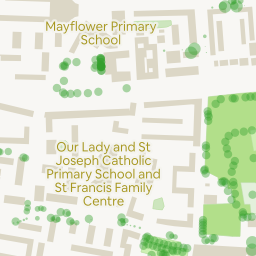 Mayflower Primary
School
Our Lady and St
Joseph Catholic
Primary School and
St Francis Family
Centre